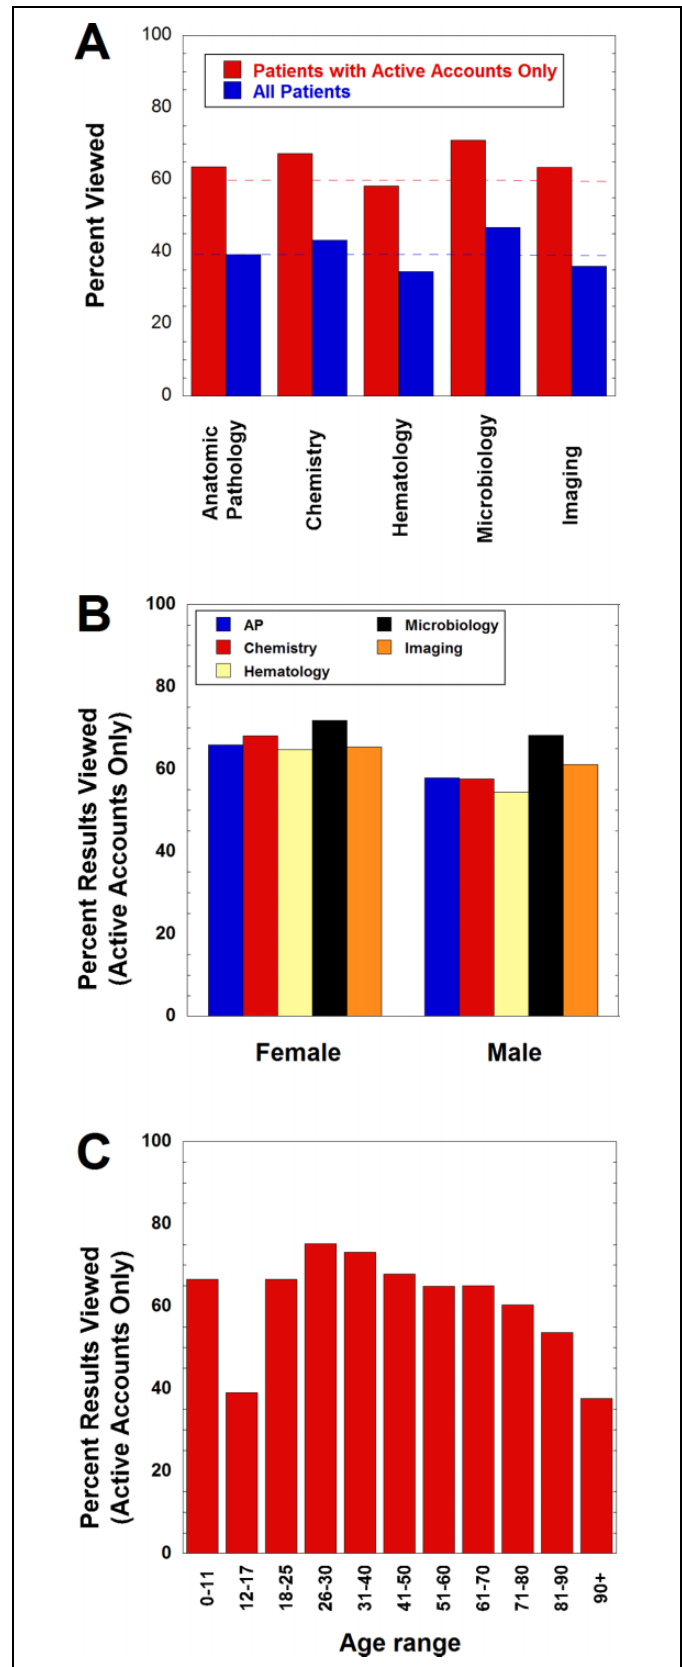 A
100
80
60
40
20
0
Percent Viewed
Patients with Active Accounts Only
All Patients
Anatomic
Pathology
Chemistry
Hematology
Microbiology
Imaging
B
100
80
60
40
20
0
Percent Results Viewed
(Active Accounts Only)
AP
Chemistry
Hematology
Microbiology
Imaging
Female
Male
C
100
80
60
40
20
0
Percent Results Viewed
(Active Accounts Only)
0-11
12-17
18-25
26-30
31-40
41-50
51-60
61-70
71-80
81-90
90+
Age range